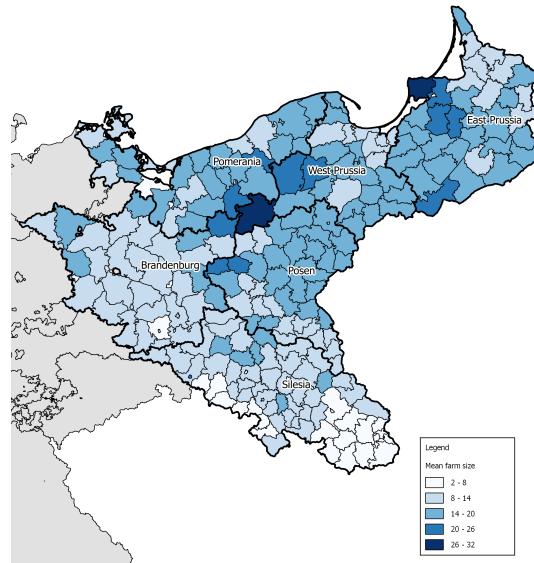 East Prussia
Pomerania
West Prussia
Brandenburg
Posen
Silesia
Legend
Mean farm size
2 - 8
8 - 14
14 - 20
20 - 26
26 - 32